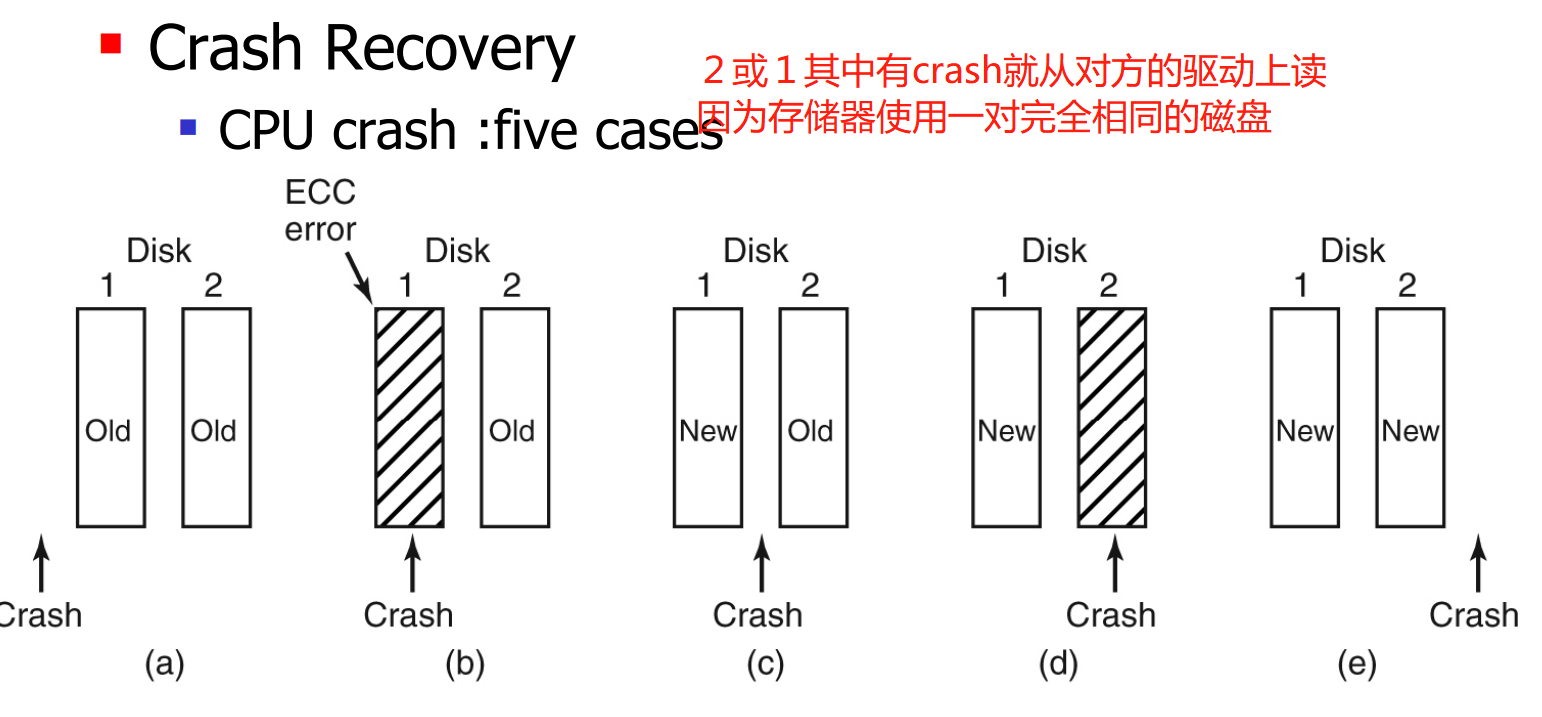 Crash Recovery
２或１其中有crash就从对方的驱动上读
因为存储器使用一对完全相同的磁盘
CPU crash :five cases
ECC
error
Disk
1 2
Disk
1 2
Disk
1 2
Disk
1 2
Disk
1 2
Old Old
Old
New Old
New
New New
Crash
Crash
Crash
Crash
Crash
(a)
(b)
(c)
(d)
(e)